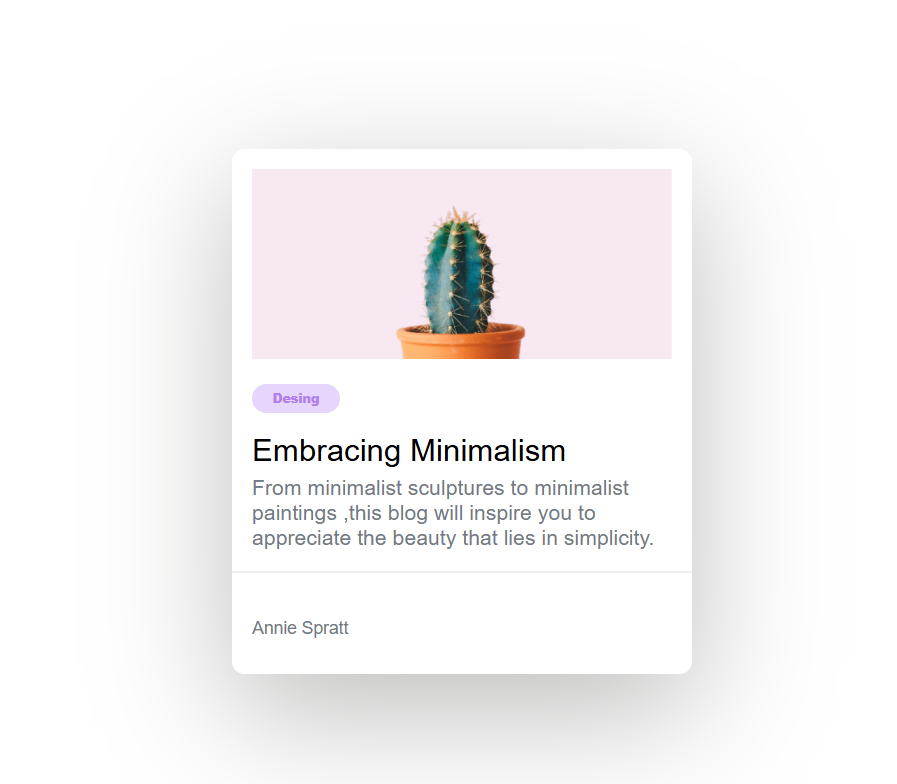 Desing
Embracing Minimalism
From minimalist sculptures to minimalist
paintings ,this blog will inspire you to
appreciate the beauty that lies in simplicity.
Annie Spratt